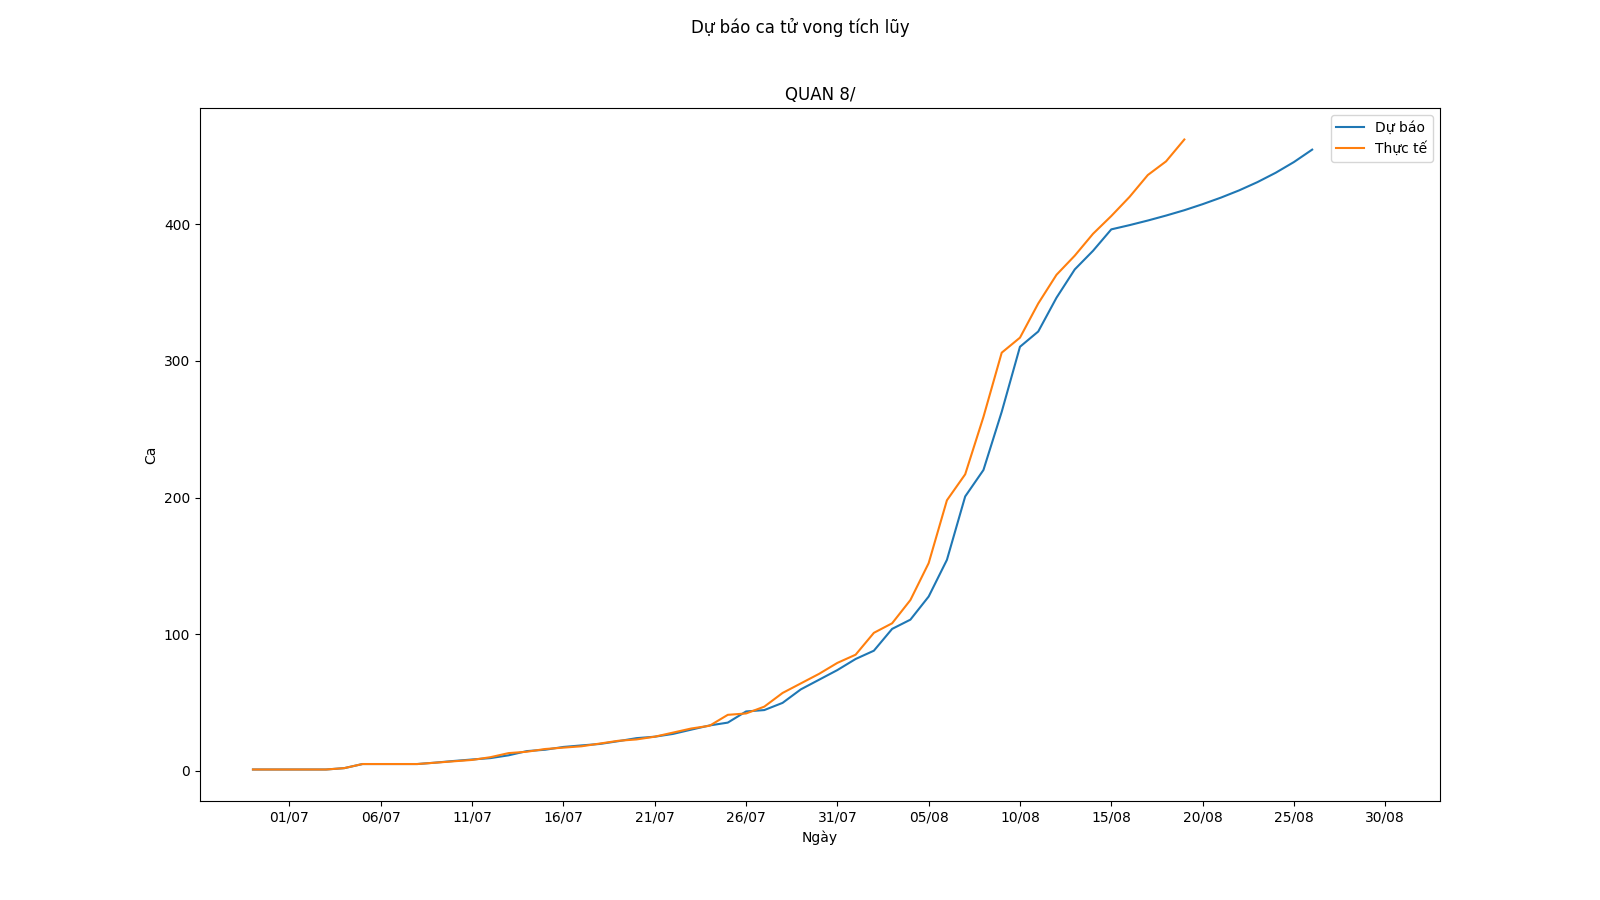 Dự báo ca tử vong tích lũy
QUAN 8/
Dự báo
Thực tế
400
300
200
100
0
Ca
01/07 06/07 11/07 16/07 21/07 26/07 31/07 05/08 10/08 15/08 20/08 25/08 30/08
Ngày